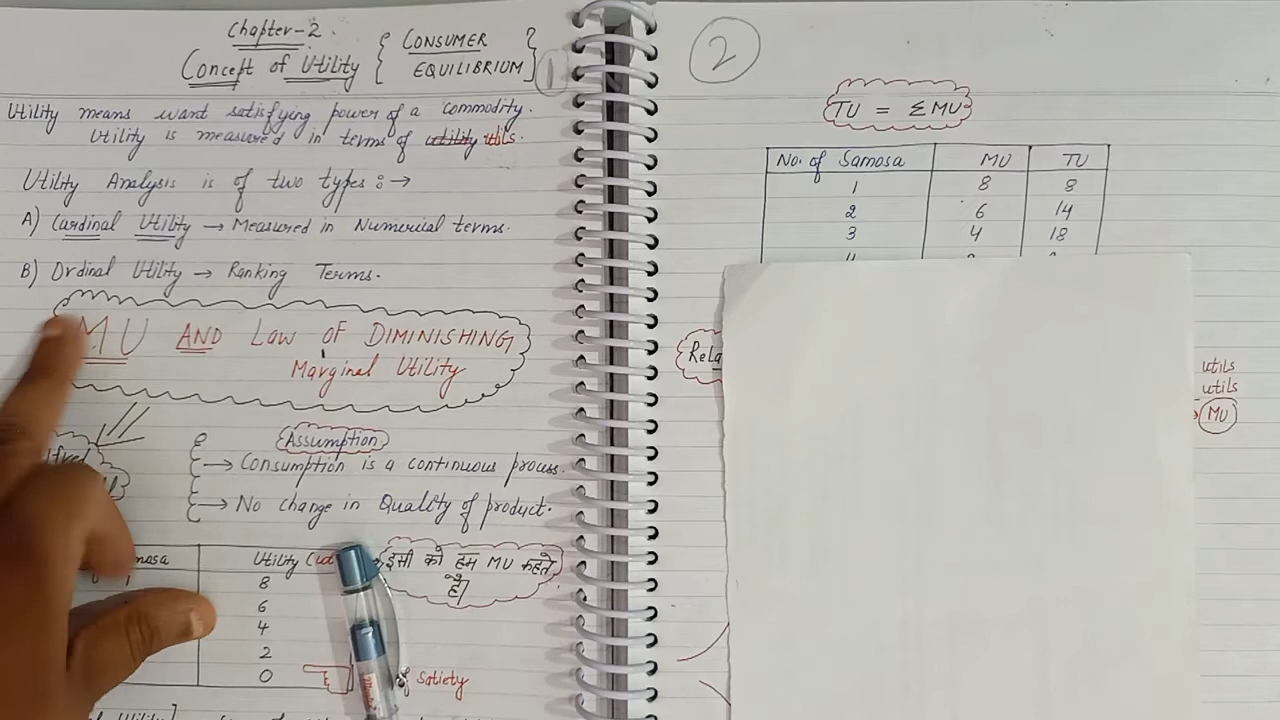 Chapter-2
Concept of Utility { CONSUMER EQUILIBRIUM } 1
Utility means want satisfying power of a commodity.
Utility is measured in terms of utility utils.
Utility Analysis is of two types :→
A) Cardinal Utility → Measured in Numerical terms.
B) Ordinal Utility → Ranking Terms.
MU AND Law OF DIMINISHING
Marginal Utility
Assumption
→ Consumption is a continuous process.
→ No change in Quality of product.
Utility
इसी को हम MU कहते
है।
1 8
6
4
2
0
of Satiety
2
TU = ΣMU
No. of Samosa MU TU
1 8 8
2 6 14
3 4 18
utils
utils
MU